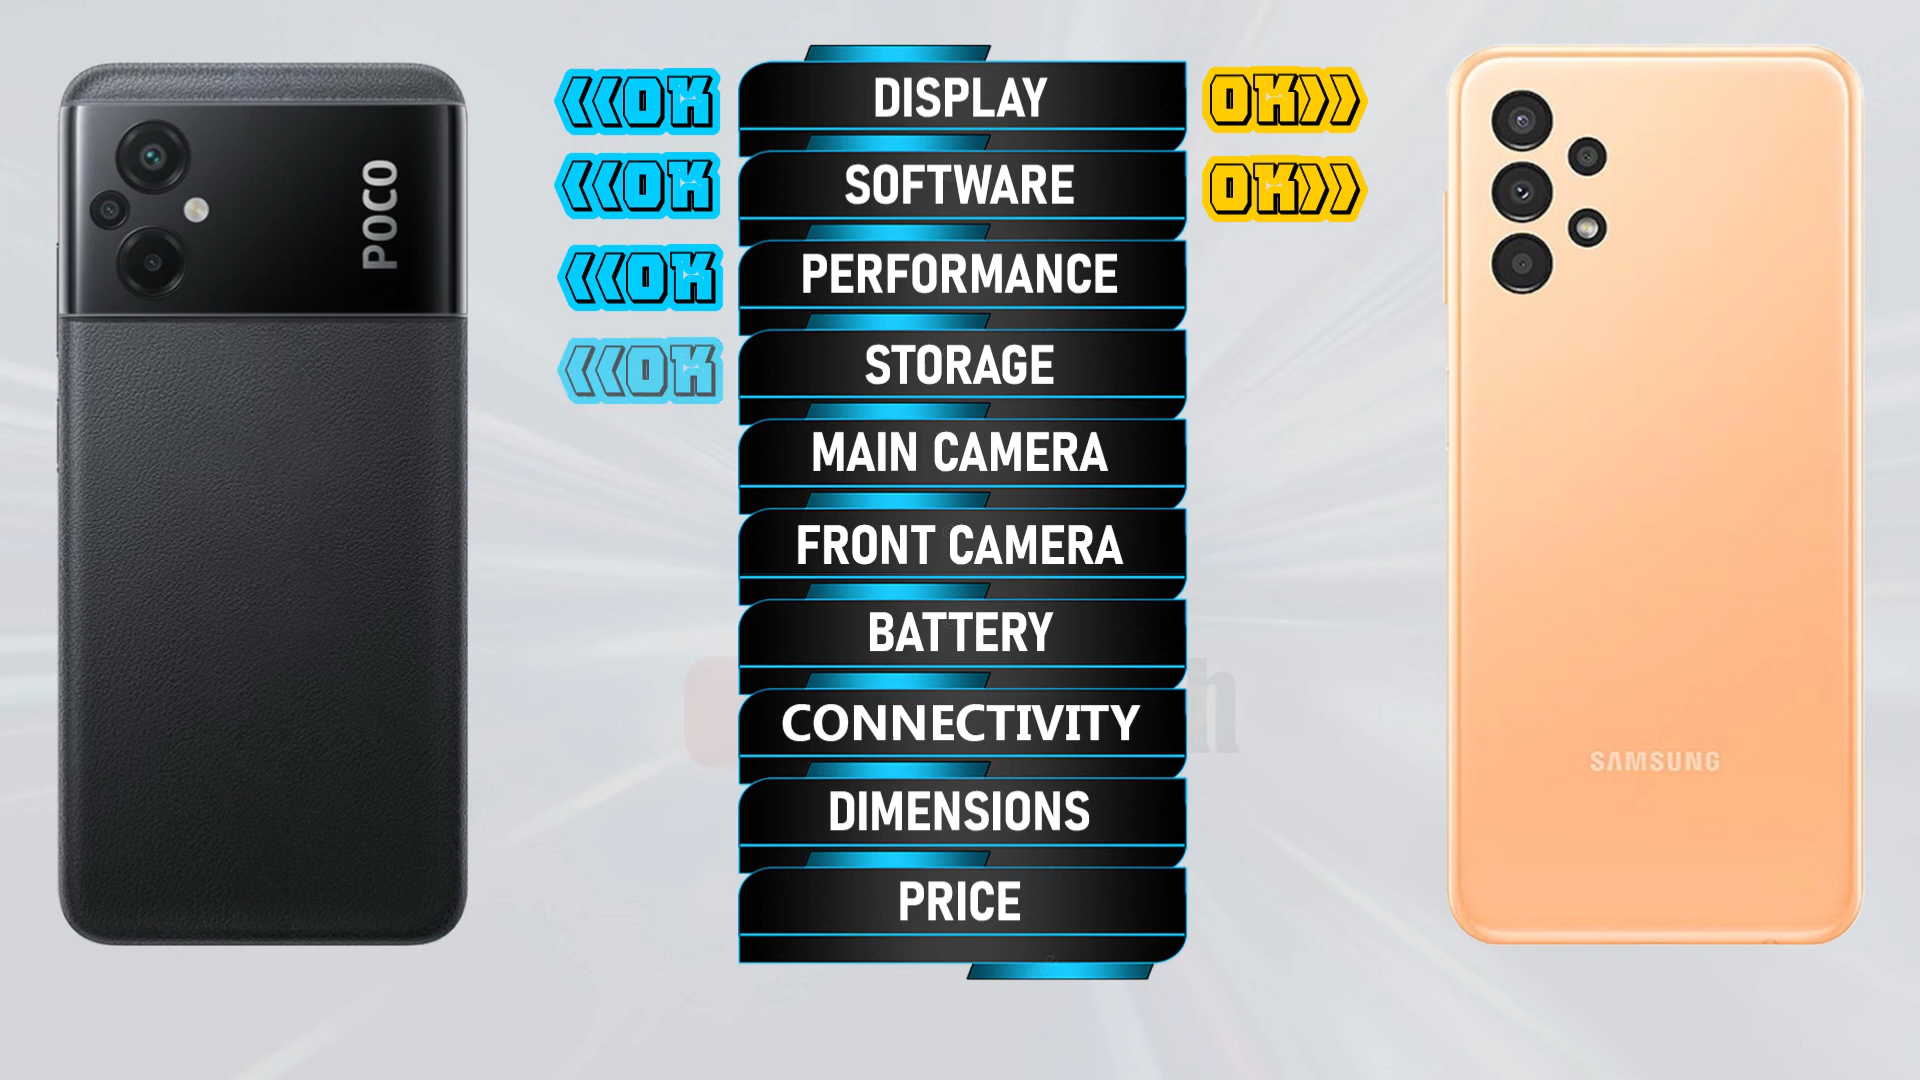 POCO
<<OK DISPLAY OK>>
<<OK SOFTWARE OK>>
<<OK PERFORMANCE
<<OK STORAGE
MAIN CAMERA
FRONT CAMERA
BATTERY
CONNECTIVITY
DIMENSIONS
PRICE
SAMSUNG